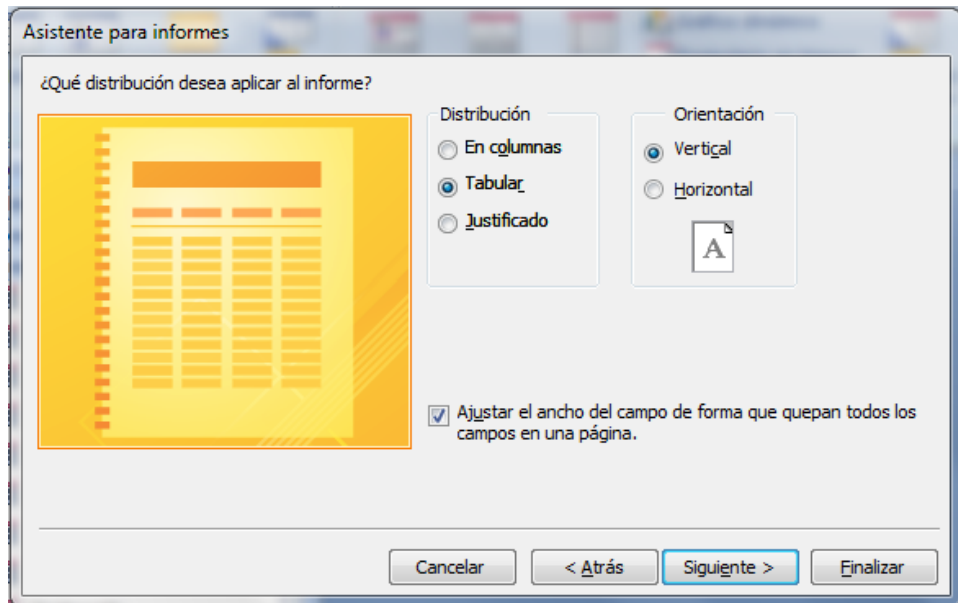 Asistente para informes
¿Qué distribución desea aplicar al informe?
Distribución
En columnas
Tabular
Justificado
Orientación
Vertical
Horizontal
A
Ajustar el ancho del campo de forma que quepan todos los
campos en una página.
Cancelar
< Atrás
Siguiente >
Finalizar